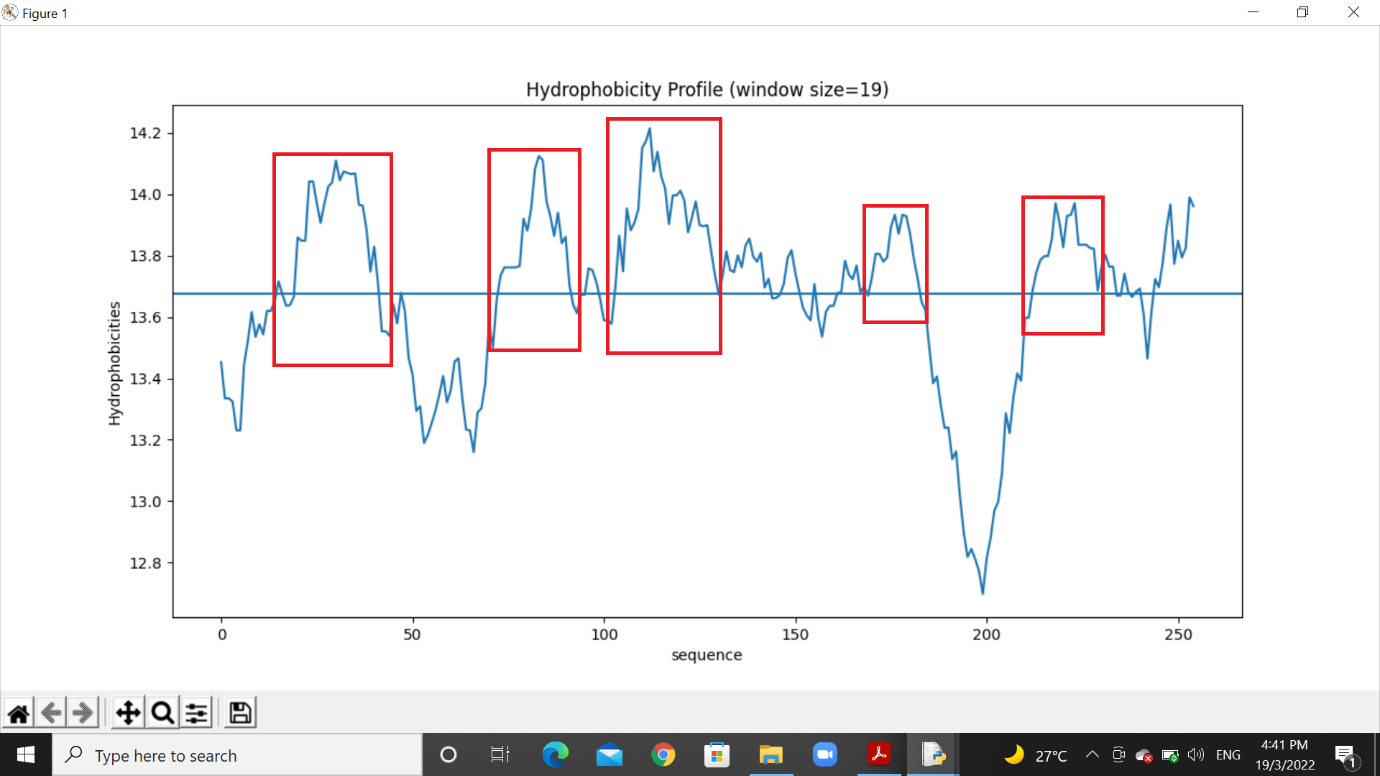 Figure 1
Hydrophobicity Profile (window size=19)
14.2
14.0
13.8
13.6
13.4
13.2
13.0
12.8
Hydrophobicities
0 50 100 150 200 250
sequence
Type here to search
27°C
ENG
4:41 PM
19/3/2022
1